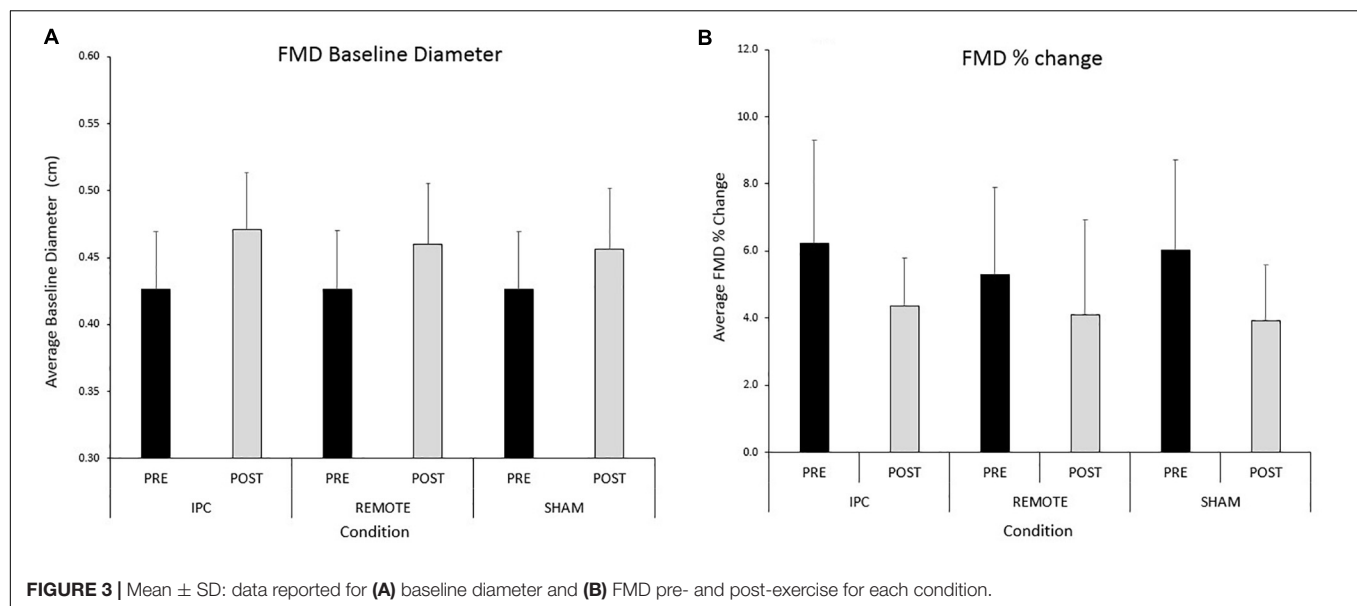 A
FMD Baseline Diameter
0.60
0.55
0.50
0.45
0.40
0.35
0.30
Average Baseline Diameter (cm)
PRE POST PRE POST PRE POST
IPC REMOTE SHAM
Condition
B
FMD % change
12.0
10.0
8.0
6.0
4.0
2.0
0.0
Average FMD % Change
PRE POST PRE POST PRE POST
IPC REMOTE SHAM
Condition
FIGURE 3 | Mean ± SD: data reported for (A) baseline diameter and (B) FMD pre- and post-exercise for each condition.